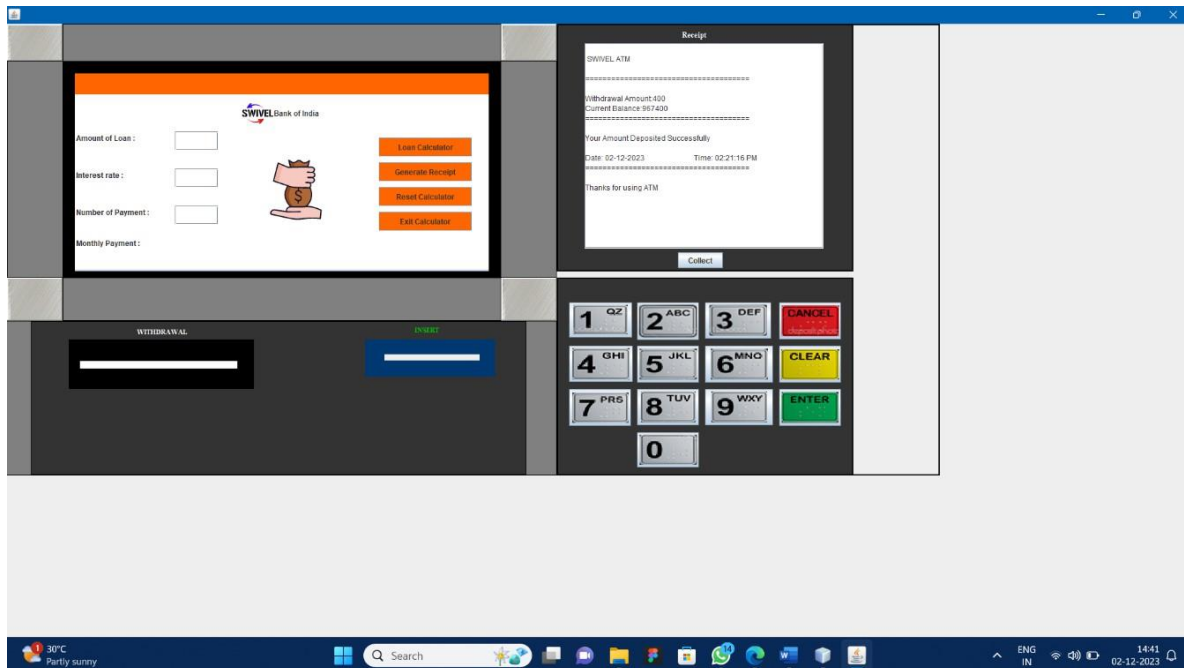 Receipt
SWIVEL ATM
======================================
Withdrawal Amount:400
Current Balance:967400
======================================
Your Amount Deposited Successfully
Date: 02-12-2023 Time: 02:21:16 PM
======================================
Thanks for using ATM
Collect
SWIVEL Bank of India
Amount of Loan :
Interest rate :
Number of Payment :
Monthly Payment :
Loan Calculator
Generate Receipt
Reset Calculator
Exit Calculator
WITHDRAWAL
INSERT
1 QZ
2 ABC
3 DEF
CANCEL
4 GHI
5 JKL
6 MNO
CLEAR
7 PRS
8 TUV
9 WXY
ENTER
0
1
30°C
Partly sunny
Search
ENG
IN
14:41
02-12-2023